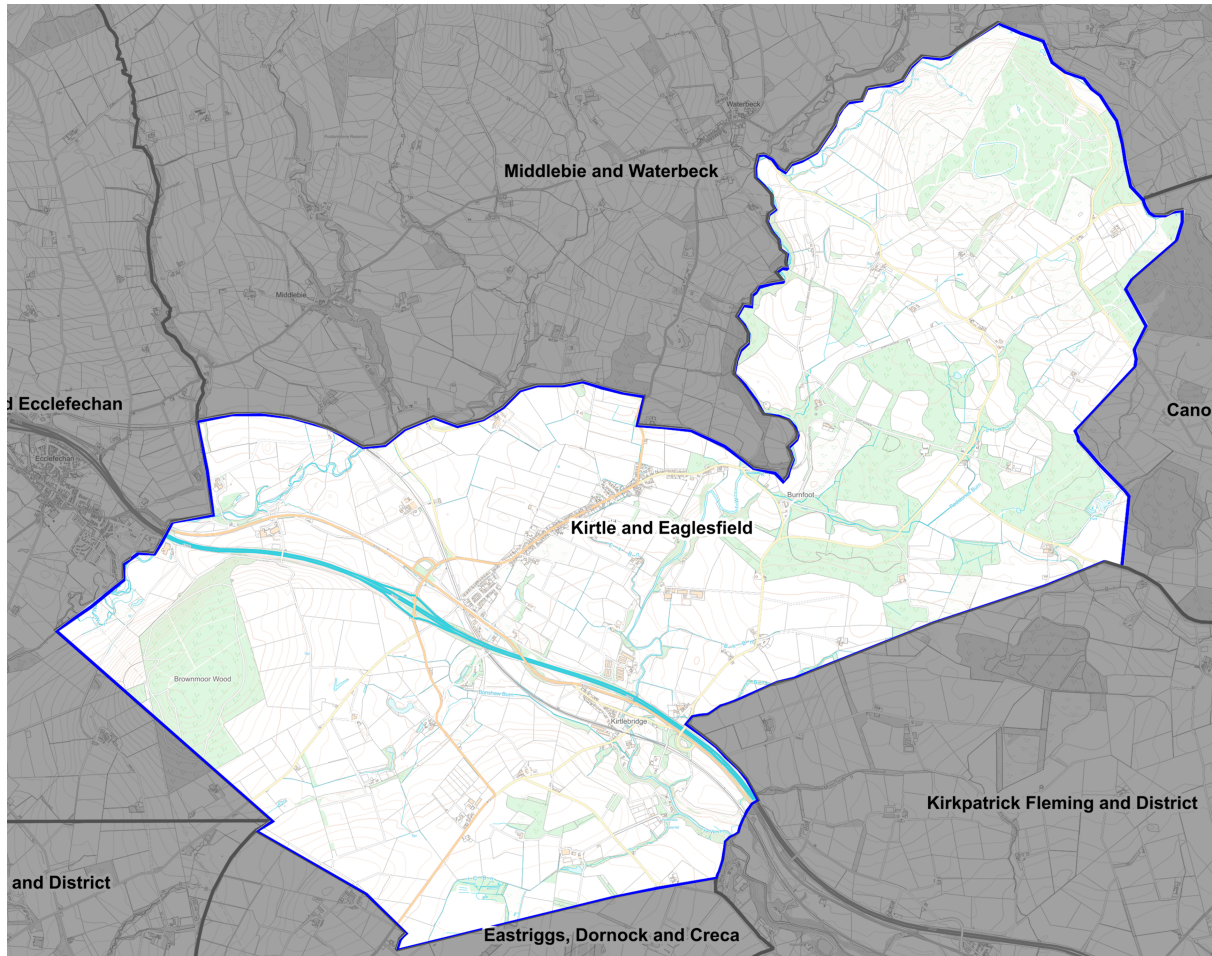 Waterbeck
Middlebie and Waterbeck
Middlebie
d Ecclefechan
Cano
Ecclefechan
Burnfoot
Kirtle and Eaglesfield
Brownmoor Wood
Kirtlebridge
Kirkpatrick Fleming and District
and District
Eastriggs, Dornock and Creca